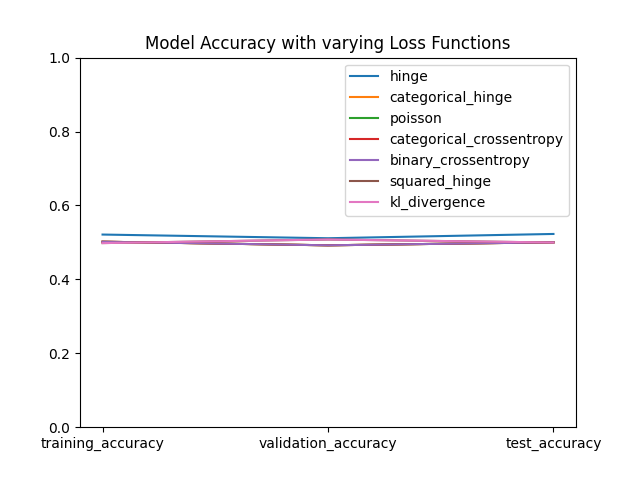 Model Accuracy with varying Loss Functions
1.0
0.8
0.6
0.4
0.2
0.0
hinge
categorical_hinge
poisson
categorical_crossentropy
binary_crossentropy
squared_hinge
kl_divergence
training_accuracy
validation_accuracy
test_accuracy